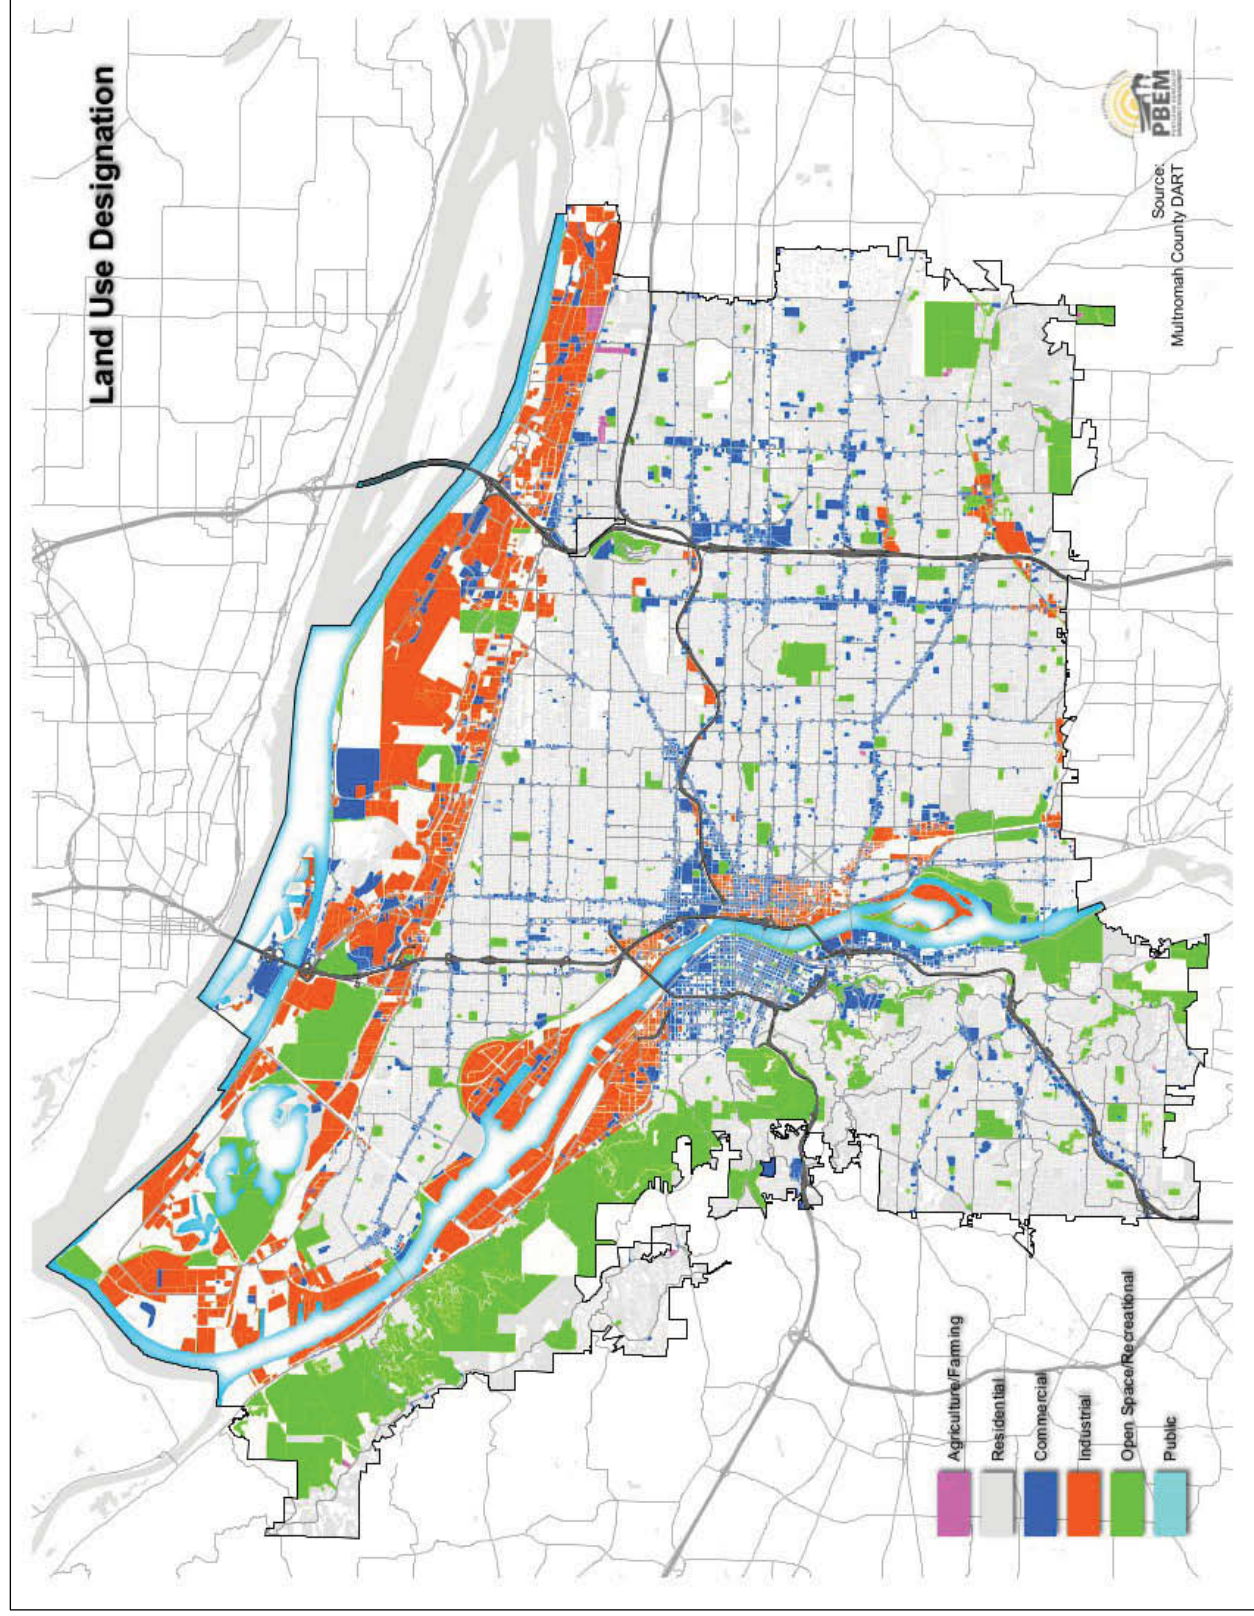 Land Use Designation
Agriculture/Farming
Residential
Commercial
Industrial
Open Space/Recreational
Public
PBEM
Source:
Multnomah County DART